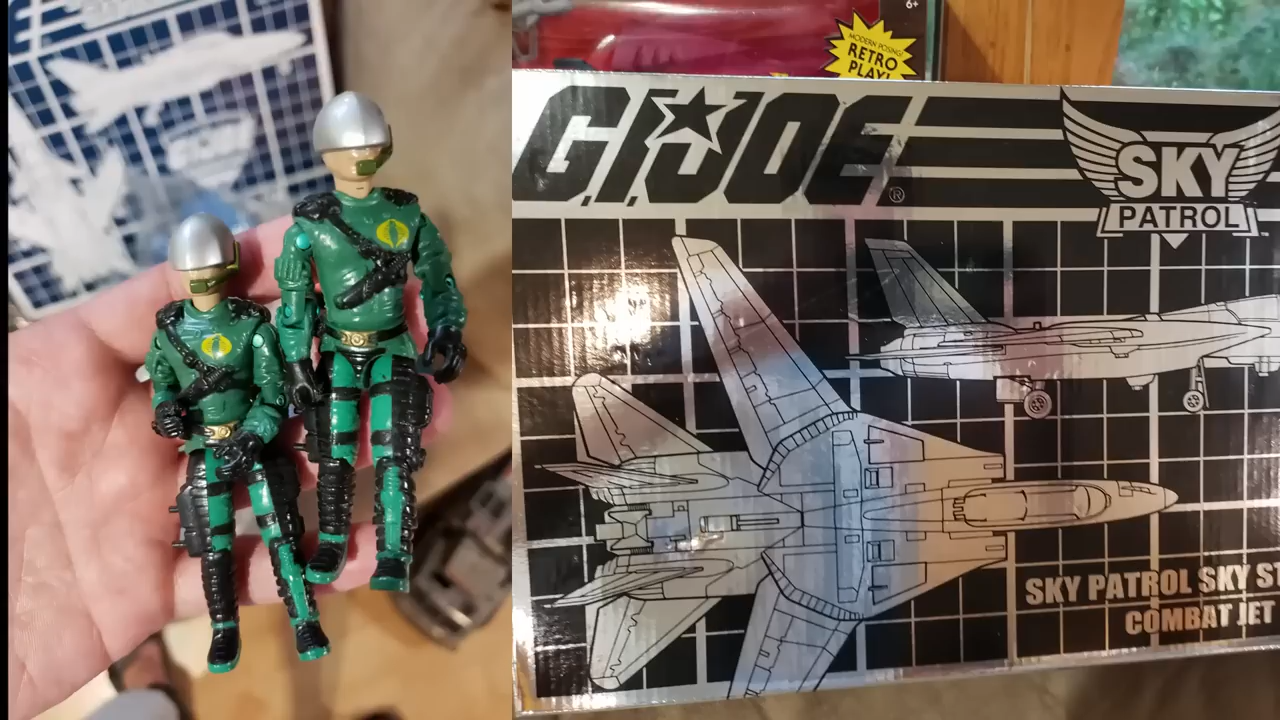 6+
MODERN POSING!
RETRO
PLAY!
G.I. JOE ®
SKY
PATROL
SKY PATROL SKY ST
COMBAT JET